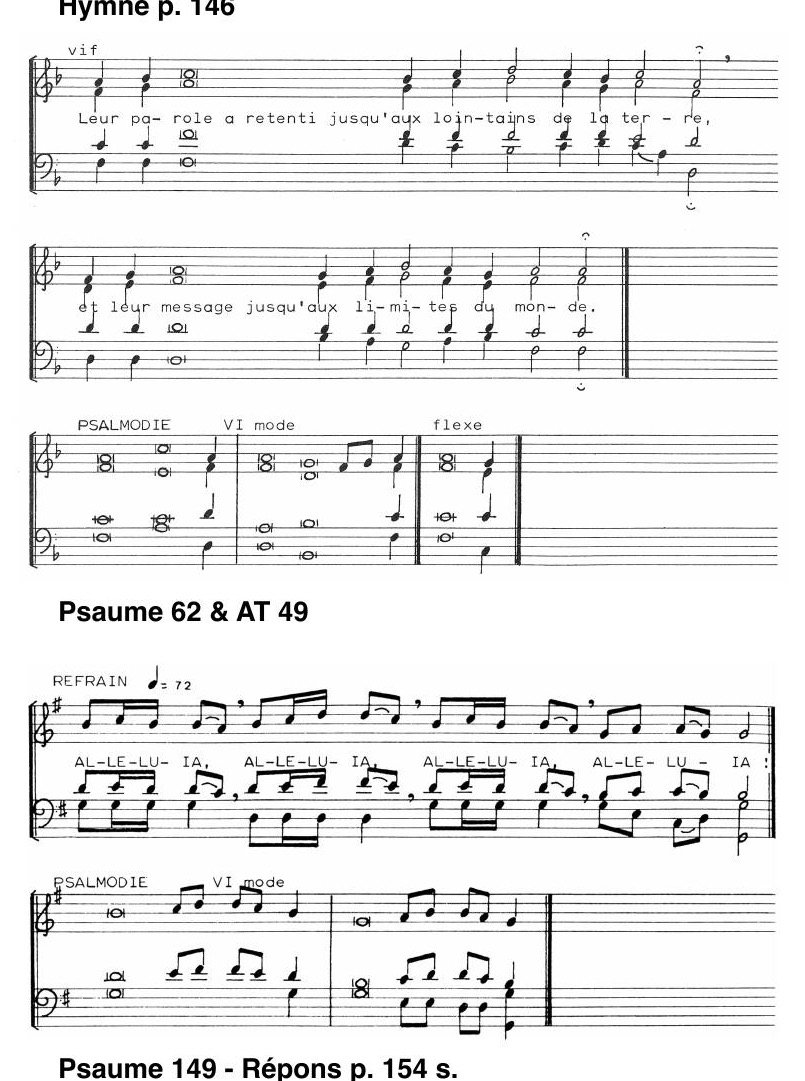 Hymne p. 146
vif
Leur pa- role a retenti jusqu'aux loin-tains de la ter - re,
et leur message jusqu'aux li-mi- tes du mon- de.
PSALMODIE VI mode flexe
Psaume 62 & AT 49
REFRAIN ♩= 72
AL-LE-LU- IA, AL-LE-LU- IA, AL-LE-LU- IA, AL-LE- LU - IA !
PSALMODIE VI mode
Psaume 149 - Répons p. 154 s.